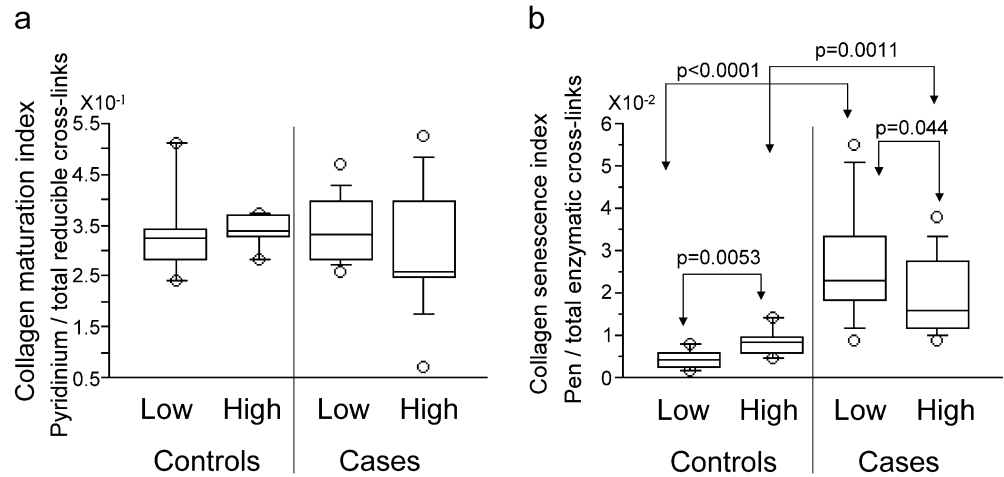 a
Collagen maturation index
Pyridinium / total reducible cross-links
X10-1
5.5
4.5
3.5
2.5
1.5
0.5
Low High Low High
Controls Cases
b
Collagen senescence index
Pen / total enzymatic cross-links
X10-2
6
5
4
3
2
1
0
p<0.0001
p=0.0011
p=0.044
p=0.0053
Low High Low High
Controls Cases